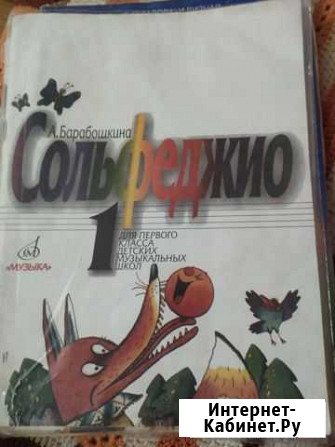 А.Барабошкина
Сольфеджио
1
ДЛЯ ПЕРВОГО
КЛАССА
ДЕТСКИХ
МУЗЫКАЛЬНЫХ
ШКОЛ
«МУЗЫКА»
Интернет-
Кабинет.Ру